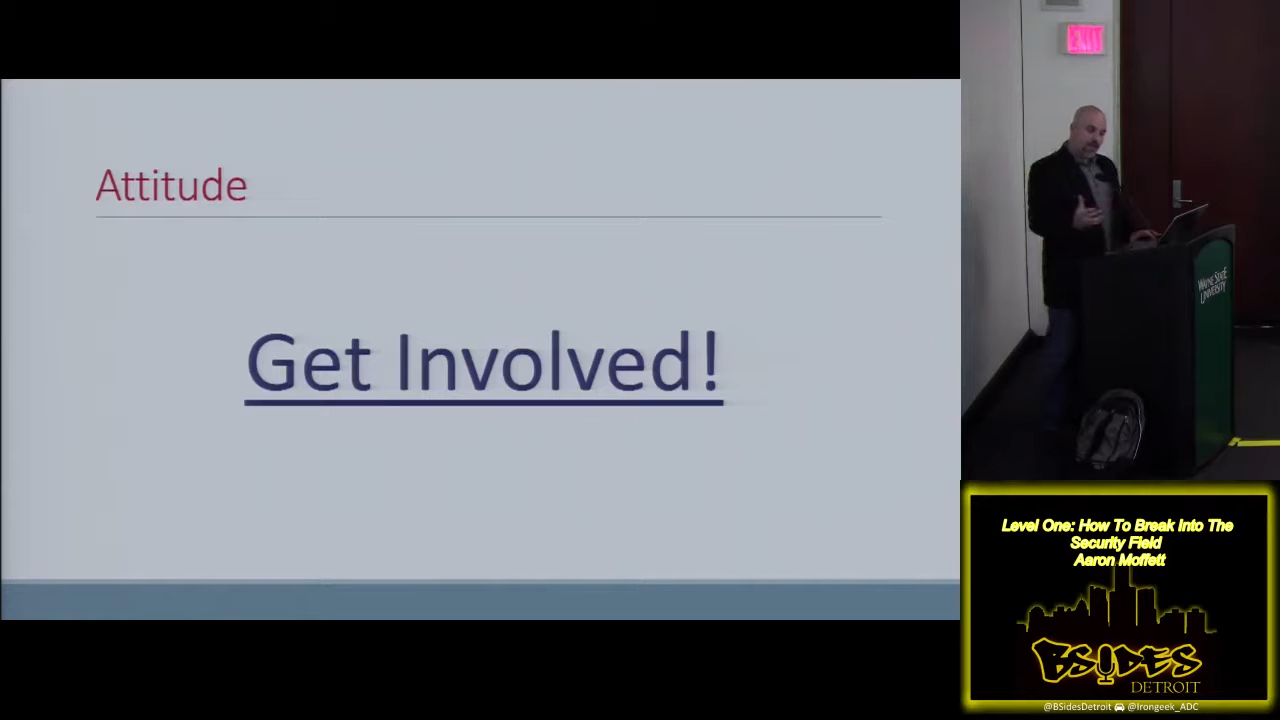 Attitude
Get Involved!
EXIT
WAYNE STATE
UNIVERSITY
Level One: How To Break Into The
Security Field
Aaron Moffett
BSIDES
DETROIT
@BSidesDetroit @Irongeek_ADC